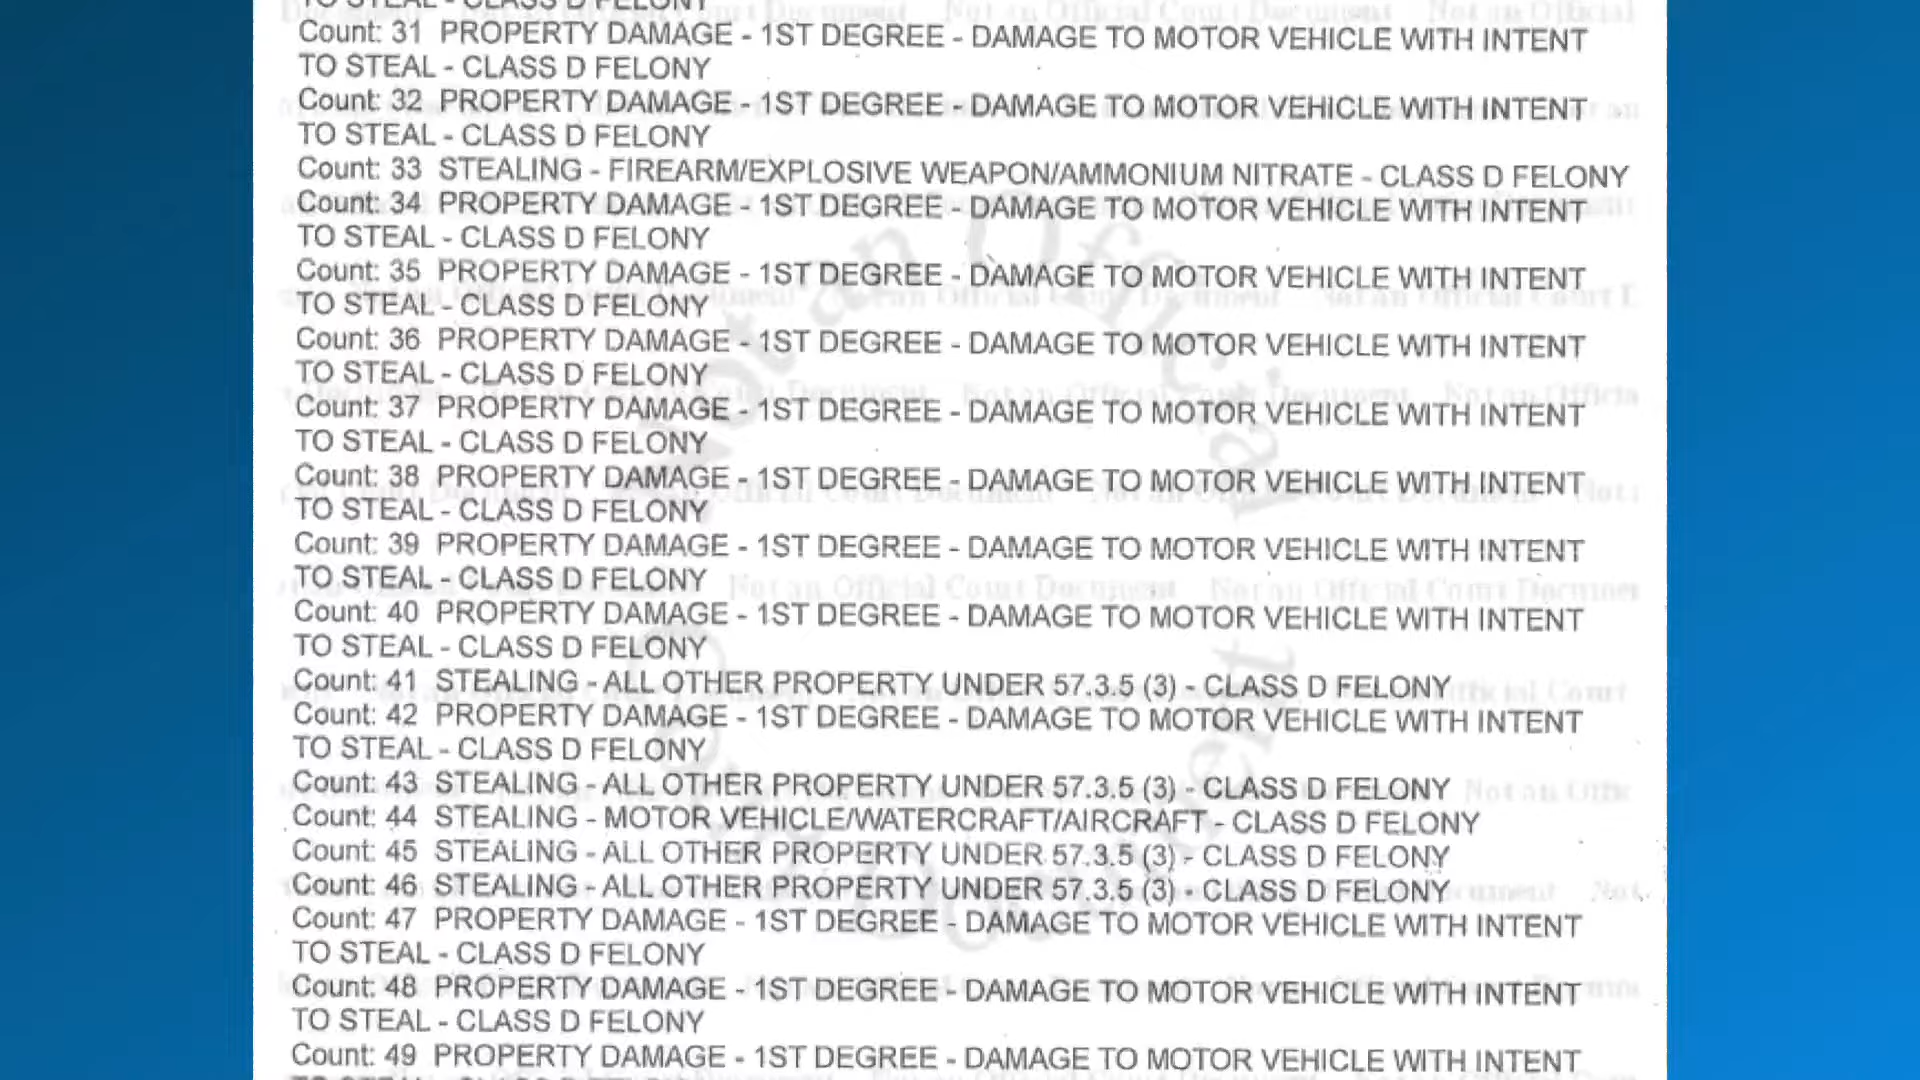 TO STEAL - CLASS D FELONY
Count: 31 PROPERTY DAMAGE - 1ST DEGREE - DAMAGE TO MOTOR VEHICLE WITH INTENT
TO STEAL - CLASS D FELONY
Count: 32 PROPERTY DAMAGE - 1ST DEGREE - DAMAGE TO MOTOR VEHICLE WITH INTENT
TO STEAL - CLASS D FELONY
Count: 33 STEALING - FIREARM/EXPLOSIVE WEAPON/AMMONIUM NITRATE - CLASS D FELONY
Count: 34 PROPERTY DAMAGE - 1ST DEGREE - DAMAGE TO MOTOR VEHICLE WITH INTENT
TO STEAL - CLASS D FELONY
Count: 35 PROPERTY DAMAGE - 1ST DEGREE - DAMAGE TO MOTOR VEHICLE WITH INTENT
TO STEAL - CLASS D FELONY
Count: 36 PROPERTY DAMAGE - 1ST DEGREE - DAMAGE TO MOTOR VEHICLE WITH INTENT
TO STEAL - CLASS D FELONY
Count: 37 PROPERTY DAMAGE - 1ST DEGREE - DAMAGE TO MOTOR VEHICLE WITH INTENT
TO STEAL - CLASS D FELONY
Count: 38 PROPERTY DAMAGE - 1ST DEGREE - DAMAGE TO MOTOR VEHICLE WITH INTENT
TO STEAL - CLASS D FELONY
Count: 39 PROPERTY DAMAGE - 1ST DEGREE - DAMAGE TO MOTOR VEHICLE WITH INTENT
TO STEAL - CLASS D FELONY
Count: 40 PROPERTY DAMAGE - 1ST DEGREE - DAMAGE TO MOTOR VEHICLE WITH INTENT
TO STEAL - CLASS D FELONY
Count: 41 STEALING - ALL OTHER PROPERTY UNDER 57.3.5 (3) - CLASS D FELONY
Count: 42 PROPERTY DAMAGE - 1ST DEGREE - DAMAGE TO MOTOR VEHICLE WITH INTENT
TO STEAL - CLASS D FELONY
Count: 43 STEALING - ALL OTHER PROPERTY UNDER 57.3.5 (3) - CLASS D FELONY
Count: 44 STEALING - MOTOR VEHICLE/WATERCRAFT/AIRCRAFT - CLASS D FELONY
Count: 45 STEALING - ALL OTHER PROPERTY UNDER 57.3.5 (3) - CLASS D FELONY
Count: 46 STEALING - ALL OTHER PROPERTY UNDER 57.3.5 (3) - CLASS D FELONY
Count: 47 PROPERTY DAMAGE - 1ST DEGREE - DAMAGE TO MOTOR VEHICLE WITH INTENT
TO STEAL - CLASS D FELONY
Count: 48 PROPERTY DAMAGE - 1ST DEGREE - DAMAGE TO MOTOR VEHICLE WITH INTENT
TO STEAL - CLASS D FELONY
Count: 49 PROPERTY DAMAGE - 1ST DEGREE - DAMAGE TO MOTOR VEHICLE WITH INTENT
Not an Official Court Document